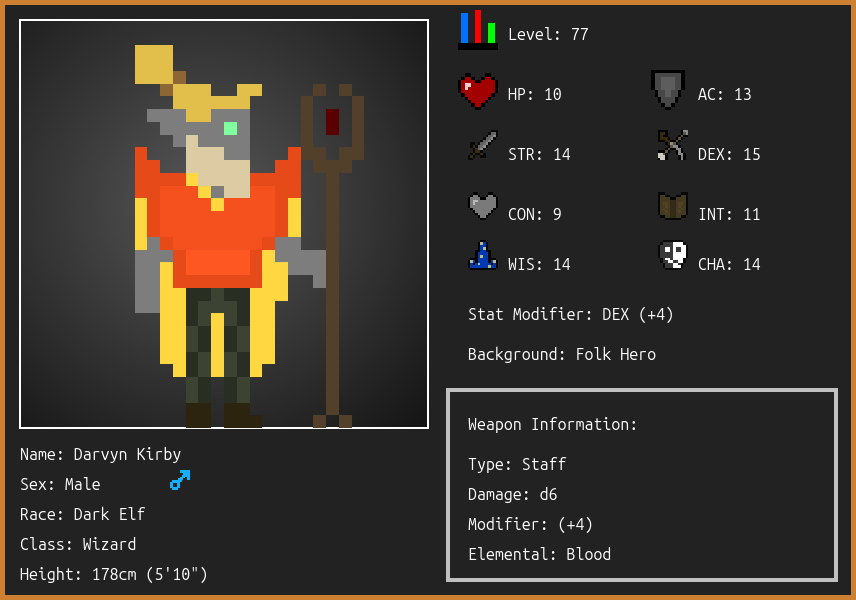 Level: 77
HP: 10
AC: 13
STR: 14
DEX: 15
CON: 9
INT: 11
WIS: 14
CHA: 14
Stat Modifier: DEX (+4)
Background: Folk Hero
Weapon Information:
Type: Staff
Damage: d6
Modifier: (+4)
Elemental: Blood
Name: Darvyn Kirby
Sex: Male
Race: Dark Elf
Class: Wizard
Height: 178cm (5'10")